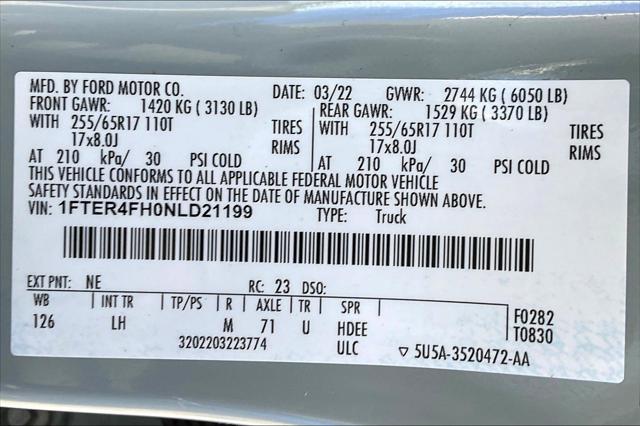 MFD. BY FORD MOTOR CO. DATE: 03/22 GVWR: 2744 KG ( 6050 LB)
FRONT GAWR: 1420 KG ( 3130 LB) REAR GAWR: 1529 KG ( 3370 LB)
WITH 255/65R17 110T TIRES WITH 255/65R17 110T TIRES
17x8.0J RIMS 17x8.0J RIMS
AT 210 kPa/ 30 PSI COLD AT 210 kPa/ 30 PSI COLD
THIS VEHICLE CONFORMS TO ALL APPLICABLE FEDERAL MOTOR VEHICLE
SAFETY STANDARDS IN EFFECT ON THE DATE OF MANUFACTURE SHOWN ABOVE.
VIN: 1FTER4FH0NLD21199 TYPE: Truck
EXT PNT: NE RC: 23 DSO:
WB INT TR TP/PS R AXLE TR SPR F0282
126 LH M 71 U HDEE T0830
3202203223774 ULC ▽ 5U5A-3520472-AA